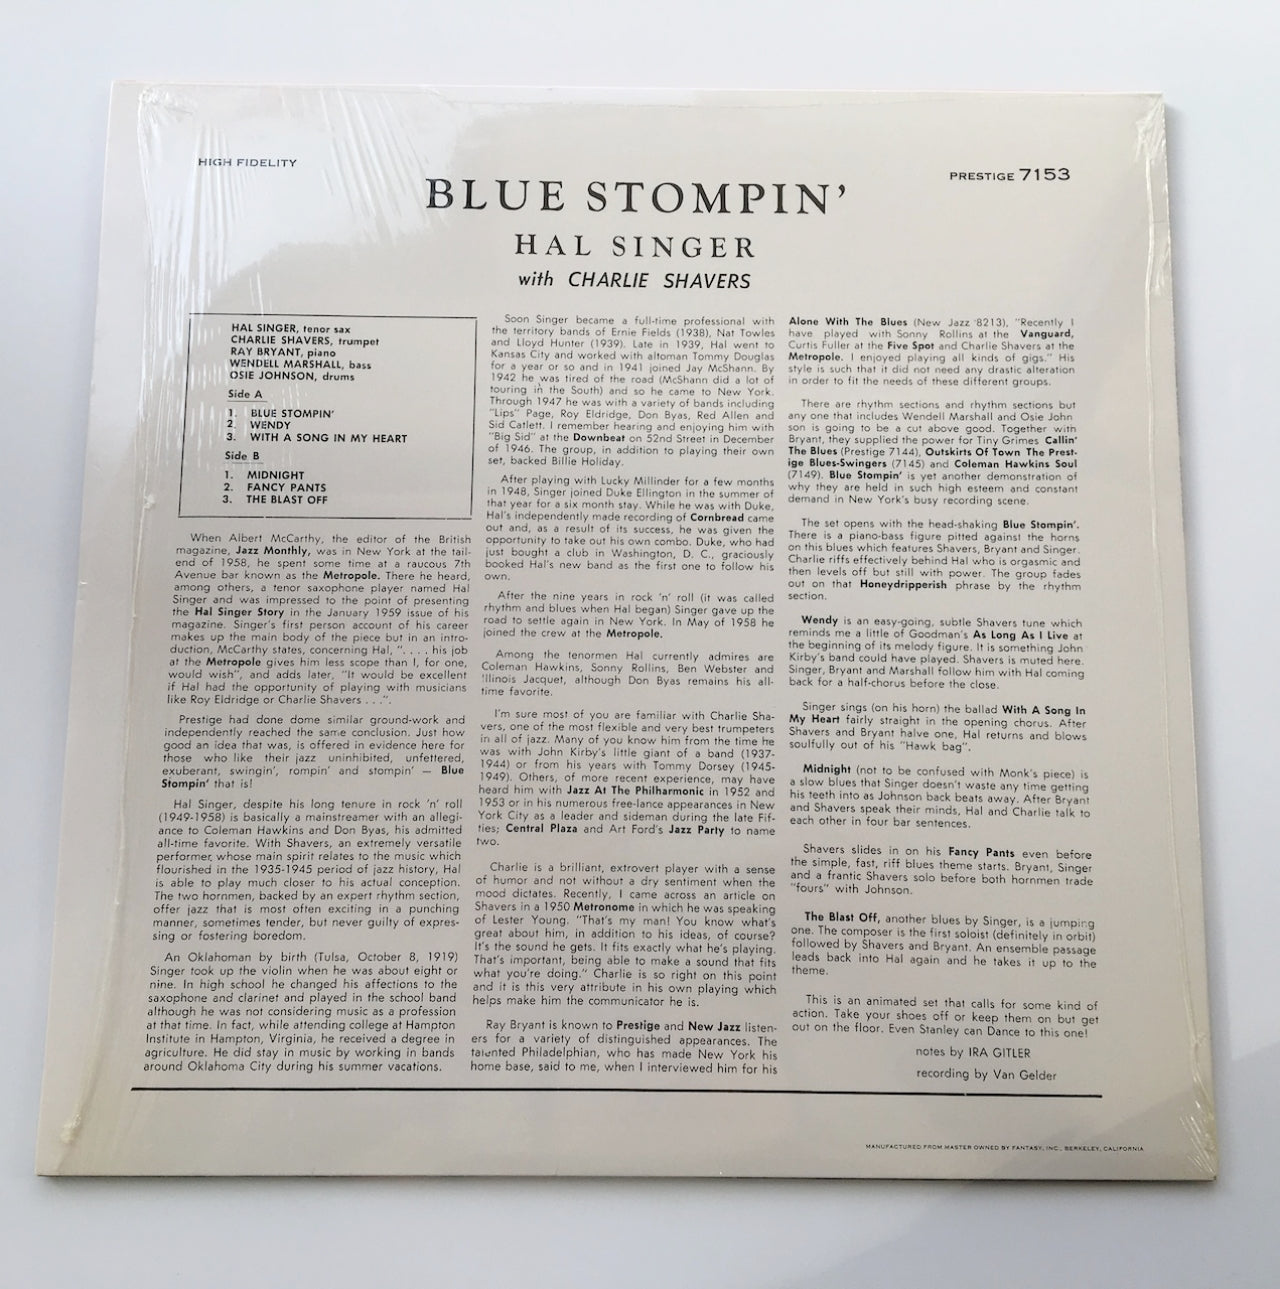 HIGH FIDELITY
PRESTIGE 7153
BLUE STOMPIN'
HAL SINGER
with CHARLIE SHAVERS
HAL SINGER, tenor sax
CHARLIE SHAVERS, trumpet
RAY BRYANT, piano
WENDELL MARSHALL, bass
OSIE JOHNSON, drums
Side A
1. BLUE STOMPIN'
2. WENDY
3. WITH A SONG IN MY HEART
Side B
1. MIDNIGHT
2. FANCY PANTS
3. THE BLAST OFF
When Albert McCarthy, the editor of the British
magazine, Jazz Monthly, was in New York at the tail-
end of 1958, he spent some time at a raucous 7th
Avenue bar known as the Metropole. There he heard,
among others, a tenor saxophone player named Hal
Singer and was impressed to the point of presenting
the Hal Singer Story in the January 1959 issue of his
magazine. Singer's first person account of his career
makes up the main body of the piece but in an intro-
duction, McCarthy states, concerning Hal, ". . . . his job
at the Metropole gives him less scope than I, for one,
would wish", and adds later, "It would be excellent
if Hal had the opportunity of playing with musicians
like Roy Eldridge or Charlie Shavers . . .".
Prestige had done dome similar ground-work and
independently reached the same conclusion. Just how
good an idea that was, is offered in evidence here for
those who like their jazz uninhibited, unfettered,
exuberant, swingin', rompin' and stompin' — Blue
Stompin' that is!
Hal Singer, despite his long tenure in rock 'n' roll
(1949-1958) is basically a mainstreamer with an allegi-
ance to Coleman Hawkins and Don Byas, his admitted
all-time favorite. With Shavers, an extremely versatile
performer, whose main spirit relates to the music which
flourished in the 1935-1945 period of jazz history, Hal
is able to play much closer to his actual conception.
The two hornmen, backed by an expert rhythm section,
offer jazz that is most often exciting in a punching
manner, sometimes tender, but never guilty of expres-
sing or fostering boredom.
An Oklahoman by birth (Tulsa, October 8, 1919)
Singer took up the violin when he was about eight or
nine. In high school he changed his affections to the
saxophone and clarinet and played in the school band
although he was not considering music as a profession
at that time. In fact, while attending college at Hampton
Institute in Hampton, Virginia, he received a degree in
agriculture. He did stay in music by working in bands
around Oklahoma City during his summer vacations.
Soon Singer became a full-time professional with
the territory bands of Ernie Fields (1938), Nat Towles
and Lloyd Hunter (1939). Late in 1939, Hal went to
Kansas City and worked with altoman Tommy Douglas
for a year or so and in 1941 joined Jay McShann. By
1942 he was tired of the road (McShann did a lot of
touring in the South) and so he came to New York.
Through 1947 he was with a variety of bands including
"Lips" Page, Roy Eldridge, Don Byas, Red Allen and
Sid Catlett. I remember hearing and enjoying him with
"Big Sid" at the Downbeat on 52nd Street in December
of 1946. The group, in addition to playing their own
set, backed Billie Holiday.
After playing with Lucky Millinder for a few months
in 1948, Singer joined Duke Ellington in the summer of
that year for a six month stay. While he was with Duke,
Hal's independently made recording of Cornbread came
out and, as a result of its success, he was given the
opportunity to take out his own combo. Duke, who had
just bought a club in Washington, D. C., graciously
booked Hal's new band as the first one to follow his
own.
After the nine years in rock 'n' roll (it was called
rhythm and blues when Hal began) Singer gave up the
road to settle again in New York. In May of 1958 he
joined the crew at the Metropole.
Among the tenormen Hal currently admires are
Coleman Hawkins, Sonny Rollins, Ben Webster and
Illinois Jacquet, although Don Byas remains his all-
time favorite.
I'm sure most of you are familiar with Charlie Sha-
vers, one of the most flexible and very best trumpeters
in all of jazz. Many of you know him from the time he
was with John Kirby's little giant of a band (1937-
1944) or from his years with Tommy Dorsey (1945-
1949). Others, of more recent experience, may have
heard him with Jazz At The Philharmonic in 1952 and
1953 or in his numerous free-lance appearances in New
York City as a leader and sideman during the late Fif-
ties; Central Plaza and Art Ford's Jazz Party to name
two.
Charlie is a brilliant, extrovert player with a sense
of humor and not without a dry sentiment when the
mood dictates. Recently, I came across an article on
Shavers in a 1950 Metronome in which he was speaking
of Lester Young. "That's my man! You know what's
great about him, in addition to his ideas, of course?
It's the sound he gets. It fits exactly what he's playing.
That's important, being able to make a sound that fits
what you're doing." Charlie is so right on this point
and it is this very attribute in his own playing which
helps make him the communicator he is.
Ray Bryant is known to Prestige and New Jazz listen-
ers for a variety of distinguished appearances. The
talented Philadelphian, who has made New York his
home base, said to me, when I interviewed him for his
Alone With The Blues (New Jazz 8213), "Recently I
have played with Sonny Rollins at the Vanguard,
Curtis Fuller at the Five Spot and Charlie Shavers at the
Metropole. I enjoyed playing all kinds of gigs." His
style is such that it did not need any drastic alteration
in order to fit the needs of these different groups.
There are rhythm sections and rhythm sections but
any one that includes Wendell Marshall and Osie John
son is going to be a cut above good. Together with
Bryant, they supplied the power for Tiny Grimes Callin'
The Blues (Prestige 7144), Outskirts Of Town The Prest-
ige Blues-Swingers (7145) and Coleman Hawkins Soul
(7149). Blue Stompin' is yet another demonstration of
why they are held in such high esteem and constant
demand in New York's busy recording scene.
The set opens with the head-shaking Blue Stompin'.
There is a piano-bass figure pitted against the horns
on this blues which features Shavers, Bryant and Singer.
Charlie riffs effectively behind Hal who is orgasmic and
then levels off but still with power. The group fades
out on that Honeydripperish phrase by the rhythm
section.
Wendy is an easy-going, subtle Shavers tune which
reminds me a little of Goodman's As Long As I Live at
the beginning of its melody figure. It is something John
Kirby's band could have played. Shavers is muted here.
Singer, Bryant and Marshall follow him with Hal coming
back for a half-chorus before the close.
Singer sings (on his horn) the ballad With A Song In
My Heart fairly straight in the opening chorus. After
Shavers and Bryant halve one, Hal returns and blows
soulfully out of his "Hawk bag".
Midnight (not to be confused with Monk's piece) is
a slow blues that Singer doesn't waste any time getting
his teeth into as Johnson back beats away. After Bryant
and Shavers speak their minds, Hal and Charlie talk to
each other in four bar sentences.
Shavers slides in on his Fancy Pants even before
the simple, fast, riff blues theme starts. Bryant, Singer
and a frantic Shavers solo before both hornmen trade
"fours" with Johnson.
The Blast Off, another blues by Singer, is a jumping
one. The composer is the first soloist (definitely in orbit)
followed by Shavers and Bryant. An ensemble passage
leads back into Hal again and he takes it up to the
theme.
This is an animated set that calls for some kind of
action. Take your shoes off or keep them on but get
out on the floor. Even Stanley can Dance to this one!
notes by IRA GITLER
recording by Van Gelder
MANUFACTURED FROM MASTER OWNED BY FANTASY, INC., BERKELEY, CALIFORNIA